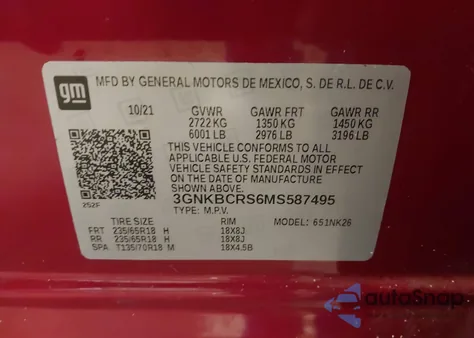 gm
MFD BY GENERAL MOTORS DE MEXICO, S. DE R.L. DE C.V.
10/21 GVWR GAWR FRT GAWR RR
2722 KG 1350 KG 1450 KG
6001 LB 2976 LB 3196 LB
THIS VEHICLE CONFORMS TO ALL
APPLICABLE U.S. FEDERAL MOTOR
VEHICLE SAFETY STANDARDS IN EFFECT
ON THE DATE OF MANUFACTURE
SHOWN ABOVE.
3GNKBCRS6MS587495
252F TYPE: M.P.V. MODEL: 651NK26
TIRE SIZE RIM
FRT 235/65R18 H 18X8J
RR 235/65R18 H 18X8J
SPA T135/70R18 M 18X4.5B
autoSnap